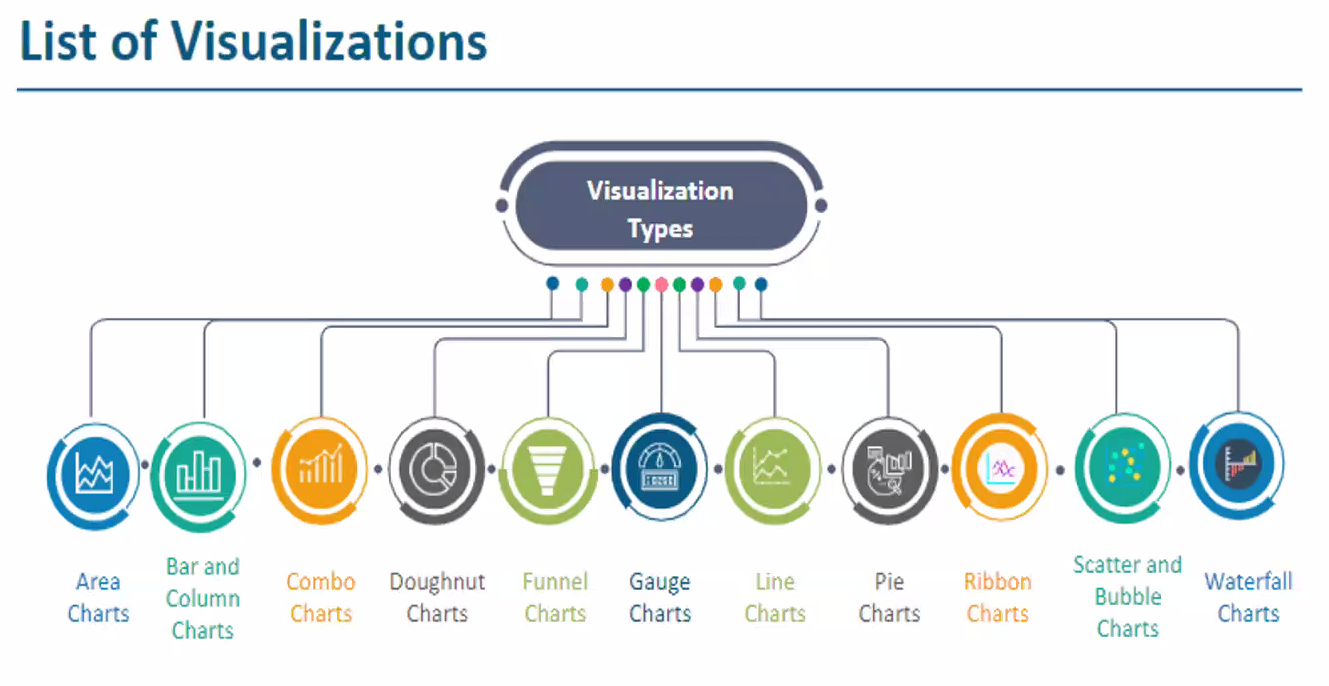 List of Visualizations
Visualization
Types
Area
Charts
Bar and
Column
Charts
Combo
Charts
Doughnut
Charts
Funnel
Charts
Gauge
Charts
Line
Charts
Pie
Charts
Ribbon
Charts
Scatter and
Bubble
Charts
Waterfall
Charts